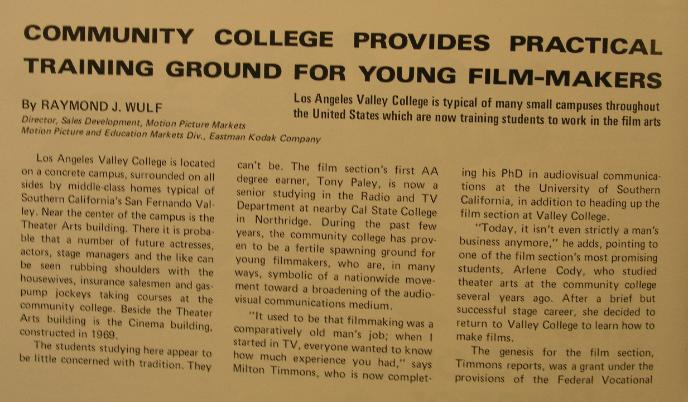 COMMUNITY COLLEGE PROVIDES PRACTICAL
TRAINING GROUND FOR YOUNG FILM-MAKERS
By RAYMOND J. WULF
Director, Sales Development, Motion Picture Markets
Motion Picture and Education Markets Div., Eastman Kodak Company
Los Angeles Valley College is typical of many small campuses throughout
the United States which are now training students to work in the film arts
Los Angeles Valley College is located
on a concrete campus, surrounded on all
sides by middle-class homes typical of
Southern California's San Fernando Val-
ley. Near the center of the campus is the
Theater Arts building. There it is proba-
ble that a number of future actresses,
actors, stage managers and the like can
be seen rubbing shoulders with the
housewives, insurance salesmen and gas-
pump jockeys taking courses at the
community college. Beside the Theater
Arts building is the Cinema building,
constructed in 1969.
The students studying here appear to
be little concerned with tradition. They
can't be. The film section's first AA
degree earner, Tony Paley, is now a
senior studying in the Radio and TV
Department at nearby Cal State College
in Northridge. During the past few
years, the community college has prov-
en to be a fertile spawning ground for
young filmmakers, who are, in many
ways, symbolic of a nationwide move-
ment toward a broadening of the audio-
visual communications medium.
"It used to be that filmmaking was a
comparatively old man's job; when I
started in TV, everyone wanted to know
how much experience you had," says
Milton Timmons, who is now complet-
ing his PhD in audiovisual communica-
tions at the University of Southern
California, in addition to heading up the
film section at Valley College.
"Today, it isn't even strictly a man's
business anymore," he adds, pointing to
one of the film section's most promising
students, Arlene Cody, who studied
theater arts at the community college
several years ago. After a brief but
successful stage career, she decided to
return to Valley College to learn how to
make films.
The genesis for the film section,
Timmons reports, was a grant under the
provisions of the Federal Vocational